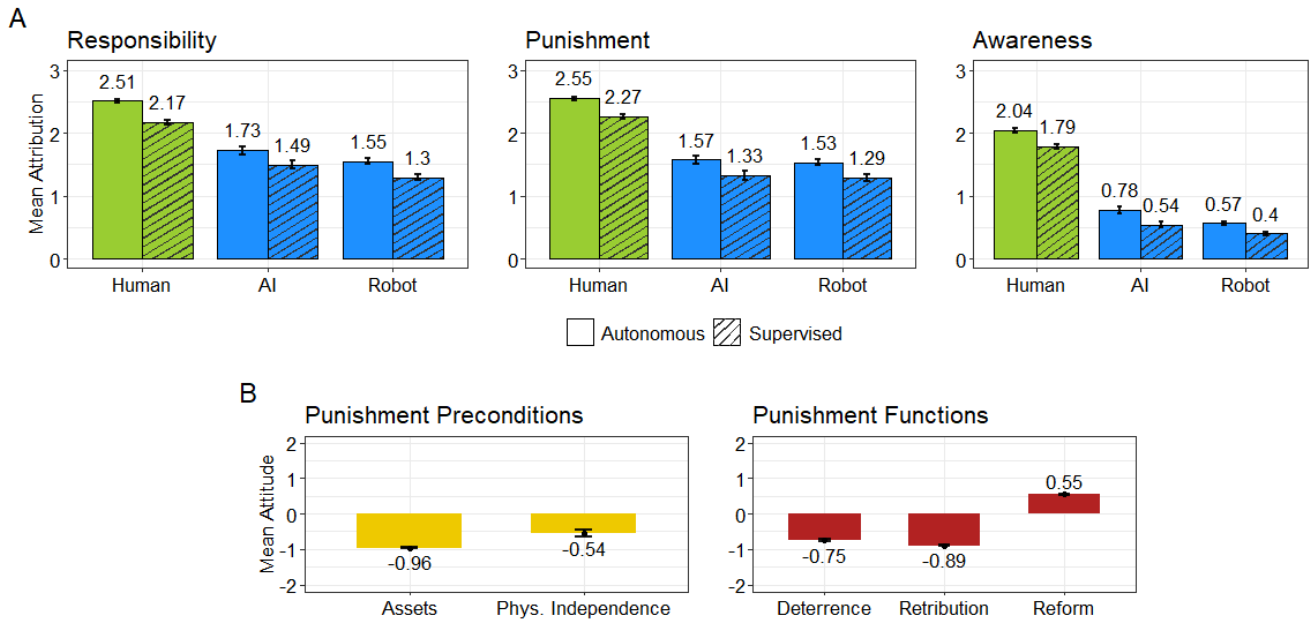 A
Responsibility
Punishment
Awareness
Mean Attribution
3
2
1
0
2.51
2.17
1.73
1.49
1.55
1.3
Human
AI
Robot
3
2
1
0
2.55
2.27
1.57
1.33
1.53
1.29
Human
AI
Robot
3
2
1
0
2.04
1.79
0.78
0.54
0.57
0.4
Human
AI
Robot
Autonomous
Supervised
B
Punishment Preconditions
Punishment Functions
Mean Attitude
2
1
0
-1
-2
-0.96
-0.54
Assets
Phys. Independence
2
1
0
-1
-2
-0.75
-0.89
0.55
Deterrence
Retribution
Reform